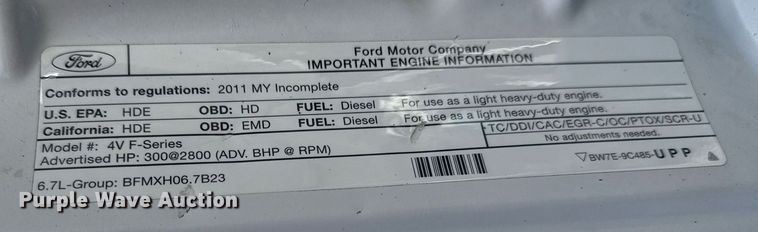 Ford
Ford Motor Company
IMPORTANT ENGINE INFORMATION
Conforms to regulations: 2011 MY Incomplete
U.S. EPA: HDE OBD: HD FUEL: Diesel For use as a light heavy-duty engine.
California: HDE OBD: EMD FUEL: Diesel For use as a light heavy-duty engine.
Model #: 4V F-Series TC/DDI/CAC/EGR-C/OC/PTOX/SCR-U
Advertised HP: 300@2800 (ADV. BHP @ RPM) No adjustments needed.
6.7L-Group: BFMXH06.7B23 ▽BW7E-9C485-UPP
Purple Wave Auction